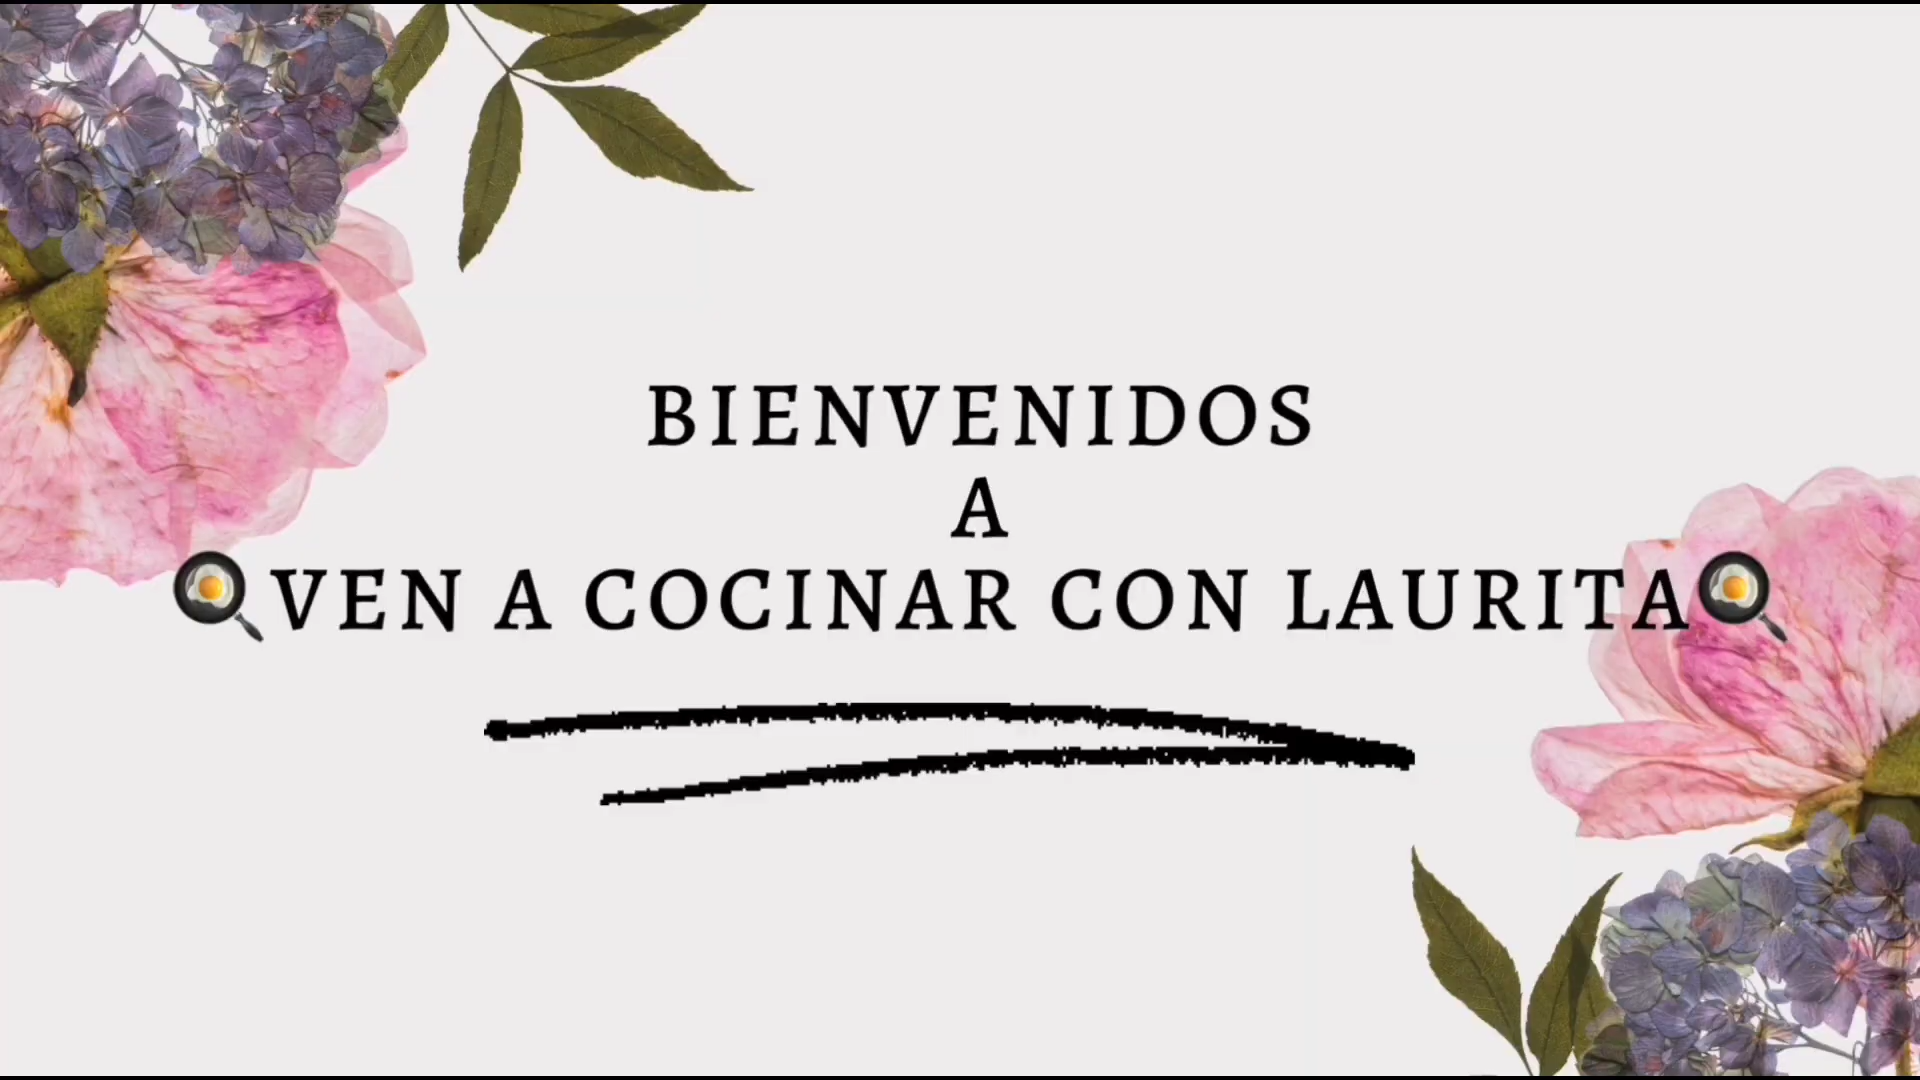 BIENVENIDOS
A
🍳VEN A COCINAR CON LAURITA🍳